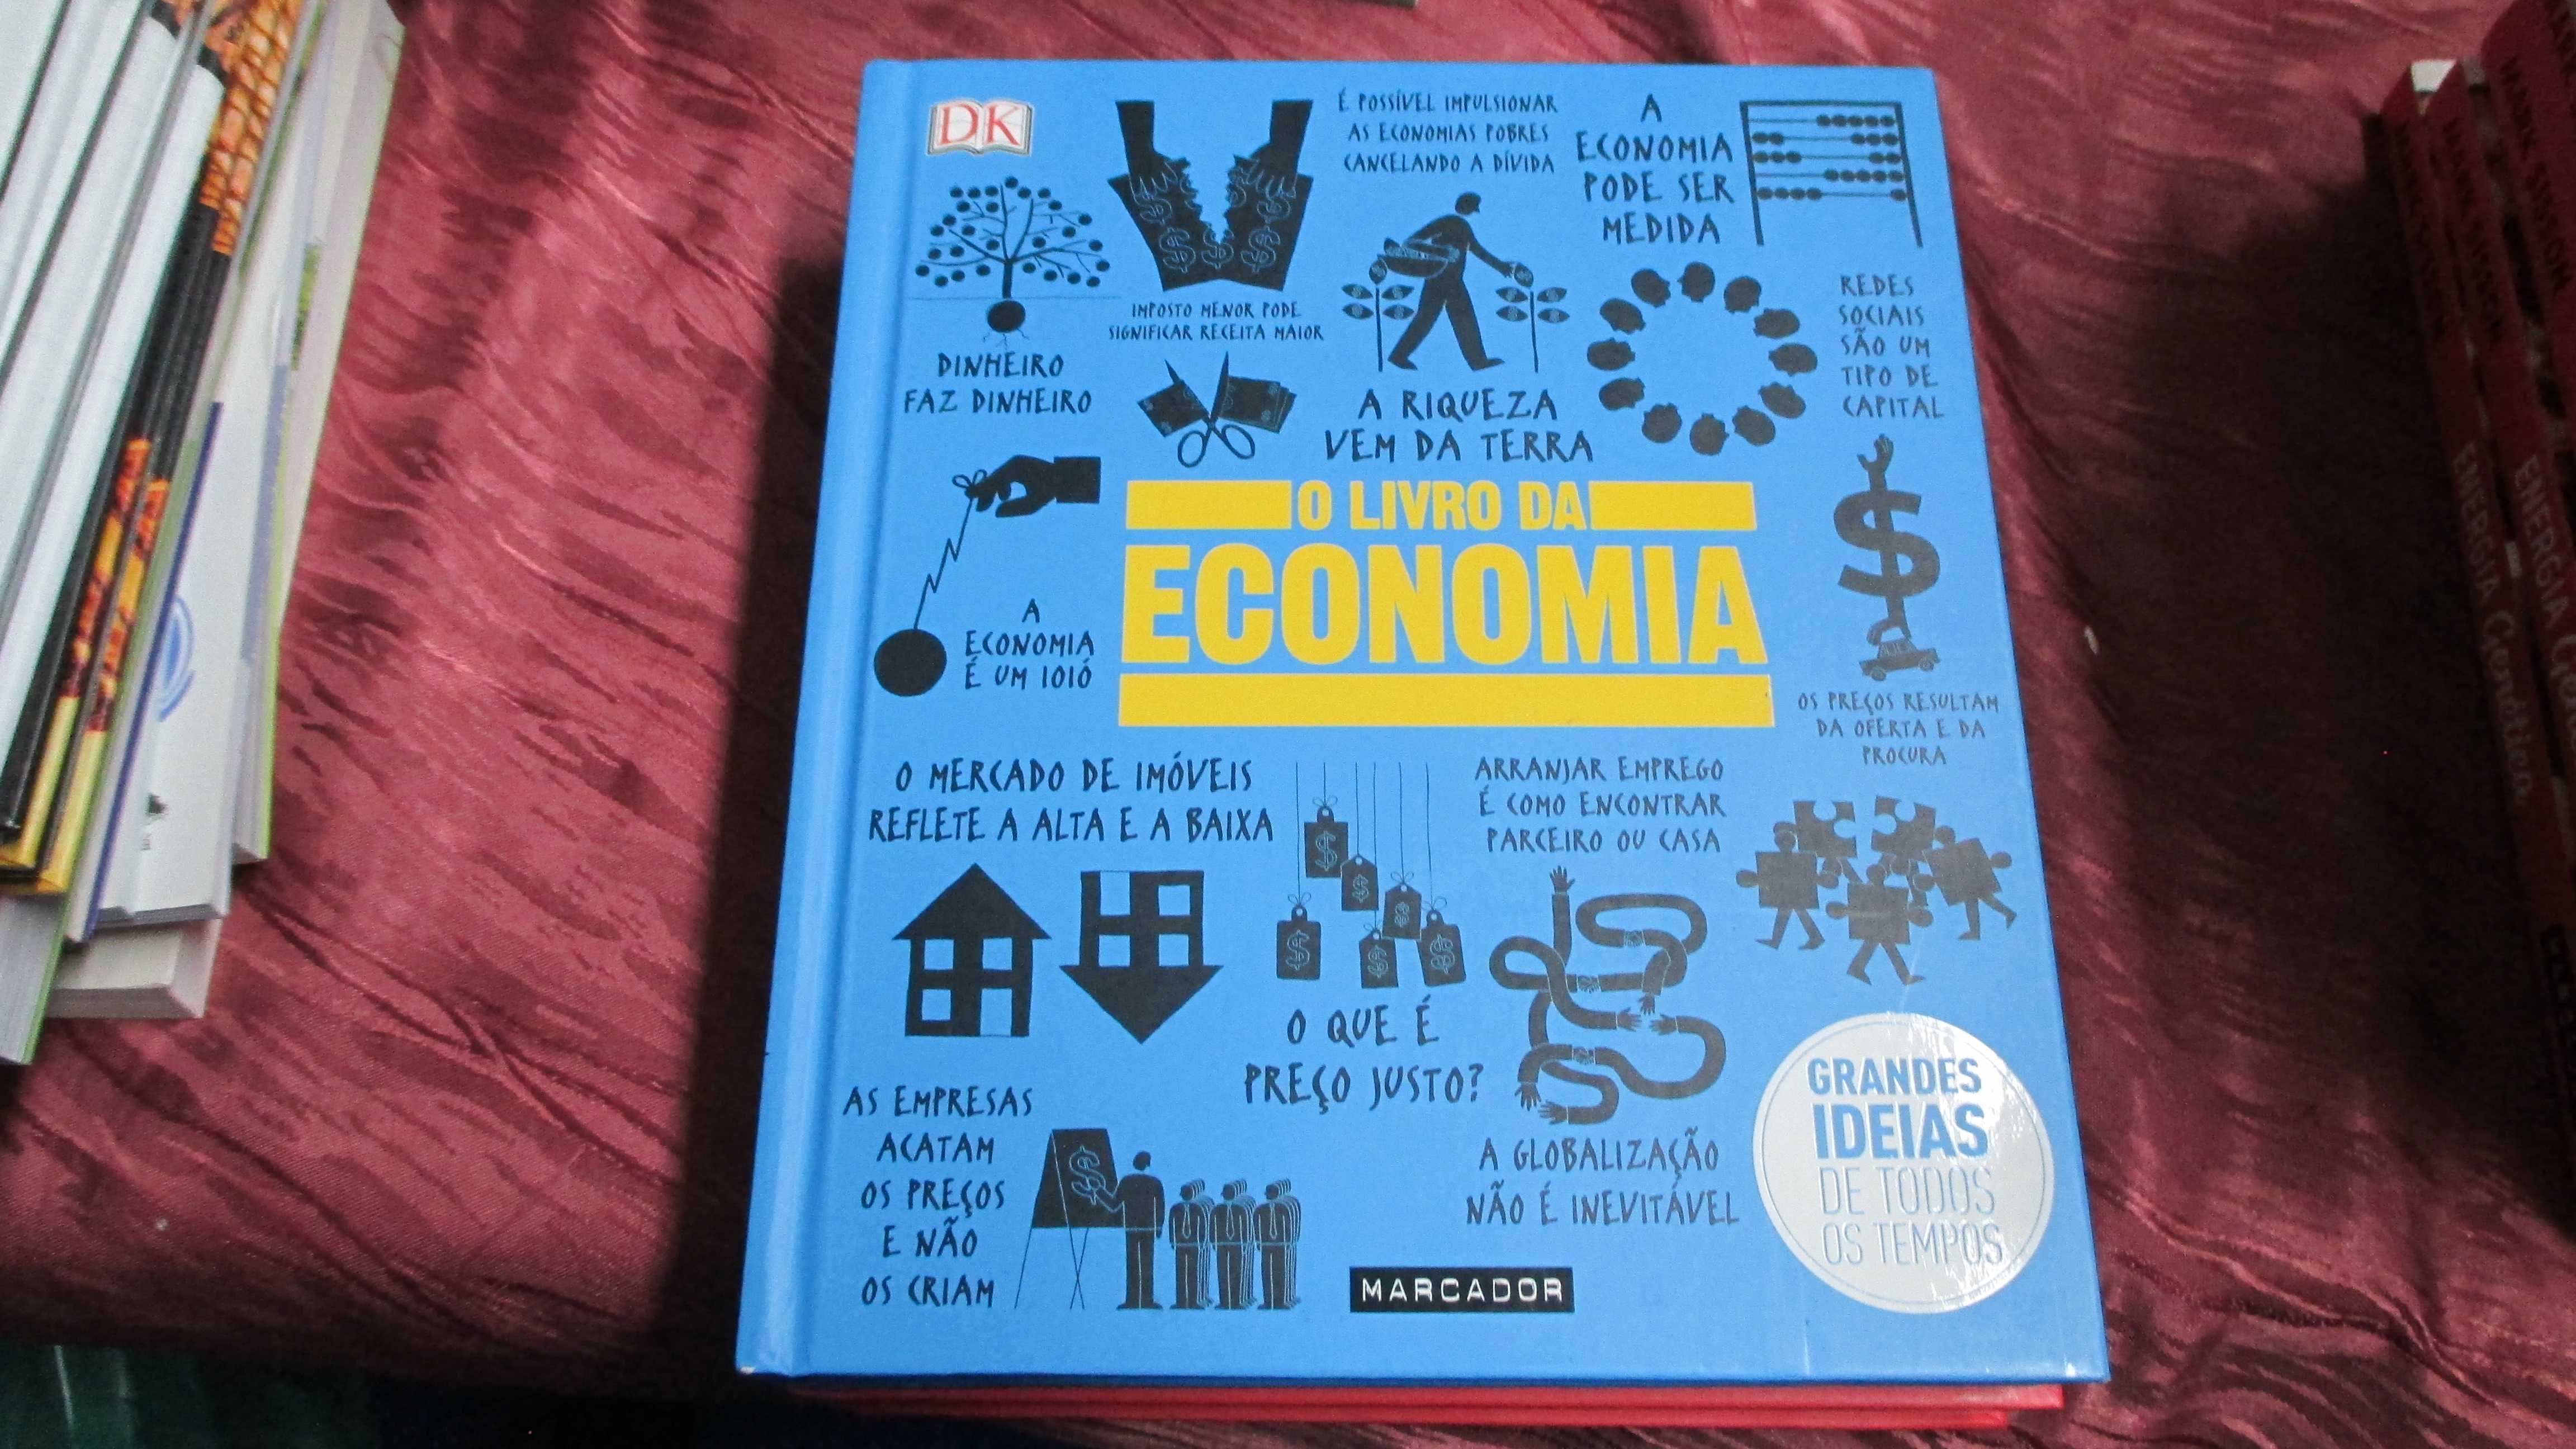 DK
É POSSÍVEL IMPULSIONAR
AS ECONOMIAS POBRES
CANCELANDO A DÍVIDA
A
ECONOMIA
PODE SER
MEDIDA
IMPOSTO MENOR PODE
SIGNIFICAR RECEITA MAIOR
REDES
SOCIAIS
SÃO UM
TIPO DE
CAPITAL
DINHEIRO
FAZ DINHEIRO
A RIQUEZA
VEM DA TERRA
O LIVRO DA
ECONOMIA
A
ECONOMIA
É UM IOIÓ
OS PREÇOS RESULTAM
DA OFERTA E DA
PROCURA
O MERCADO DE IMÓVEIS
REFLETE A ALTA E A BAIXA
ARRANJAR EMPREGO
É COMO ENCONTRAR
PARCEIRO OU CASA
O QUE É
PREÇO JUSTO?
AS EMPRESAS
ACATAM
OS PREÇOS
E NÃO
OS CRIAM
A GLOBALIZAÇÃO
NÃO É INEVITÁVEL
GRANDES
IDEIAS
DE TODOS
OS TEMPOS
MARCADOR
ENERGIA
ENERGIA